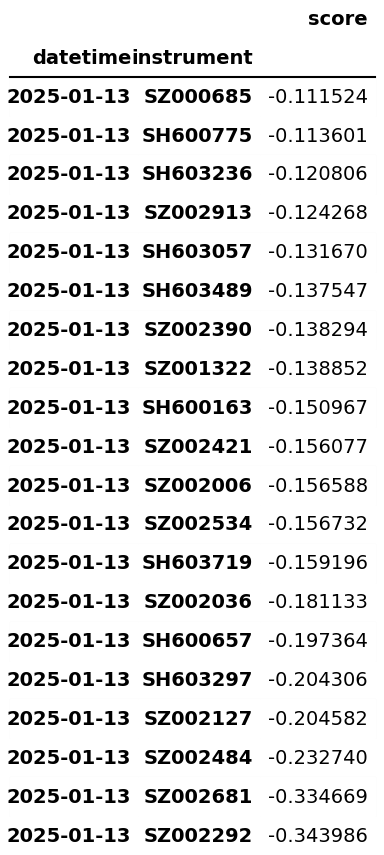 score
datetime instrument
2025-01-13 SZ000685 -0.111524
2025-01-13 SH600775 -0.113601
2025-01-13 SH603236 -0.120806
2025-01-13 SZ002913 -0.124268
2025-01-13 SH603057 -0.131670
2025-01-13 SH603489 -0.137547
2025-01-13 SZ002390 -0.138294
2025-01-13 SZ001322 -0.138852
2025-01-13 SH600163 -0.150967
2025-01-13 SZ002421 -0.156077
2025-01-13 SZ002006 -0.156588
2025-01-13 SZ002534 -0.156732
2025-01-13 SH603719 -0.159196
2025-01-13 SZ002036 -0.181133
2025-01-13 SH600657 -0.197364
2025-01-13 SH603297 -0.204306
2025-01-13 SZ002127 -0.204582
2025-01-13 SZ002484 -0.232740
2025-01-13 SZ002681 -0.334669
2025-01-13 SZ002292 -0.343986